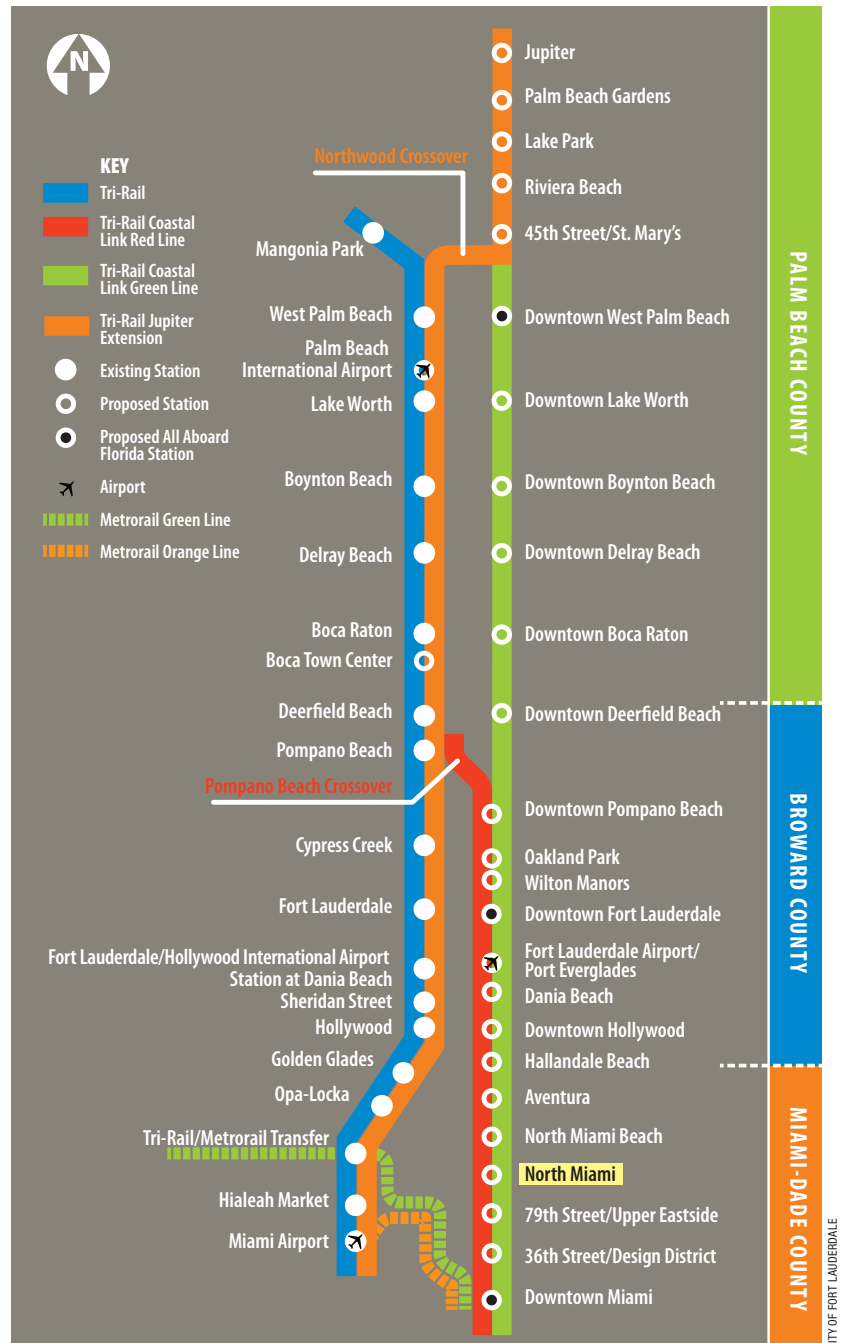 N
KEY
Tri-Rail
Tri-Rail Coastal
Link Red Line
Tri-Rail Coastal
Link Green Line
Tri-Rail Jupiter
Extension
Existing Station
Proposed Station
Proposed All Aboard
Florida Station
Airport
Metrorail Green Line
Metrorail Orange Line
Northwood Crossover
Mangonia Park
West Palm Beach
Palm Beach
International Airport
Lake Worth
Boynton Beach
Delray Beach
Boca Raton
Boca Town Center
Deerfield Beach
Pompano Beach
Pompano Beach Crossover
Cypress Creek
Fort Lauderdale
Fort Lauderdale/Hollywood International Airport
Station at Dania Beach
Sheridan Street
Hollywood
Golden Glades
Opa-Locka
Tri-Rail/Metrorail Transfer
Hialeah Market
Miami Airport
Jupiter
Palm Beach Gardens
Lake Park
Riviera Beach
45th Street/St. Mary's
Downtown West Palm Beach
Downtown Lake Worth
Downtown Boynton Beach
Downtown Delray Beach
Downtown Boca Raton
Downtown Deerfield Beach
Downtown Pompano Beach
Oakland Park
Wilton Manors
Downtown Fort Lauderdale
Fort Lauderdale Airport/
Port Everglades
Dania Beach
Downtown Hollywood
Hallandale Beach
Aventura
North Miami Beach
North Miami
79th Street/Upper Eastside
36th Street/Design District
Downtown Miami
PALM BEACH COUNTY
BROWARD COUNTY
MIAMI-DADE COUNTY
ITY OF FORT LAUDERDALE